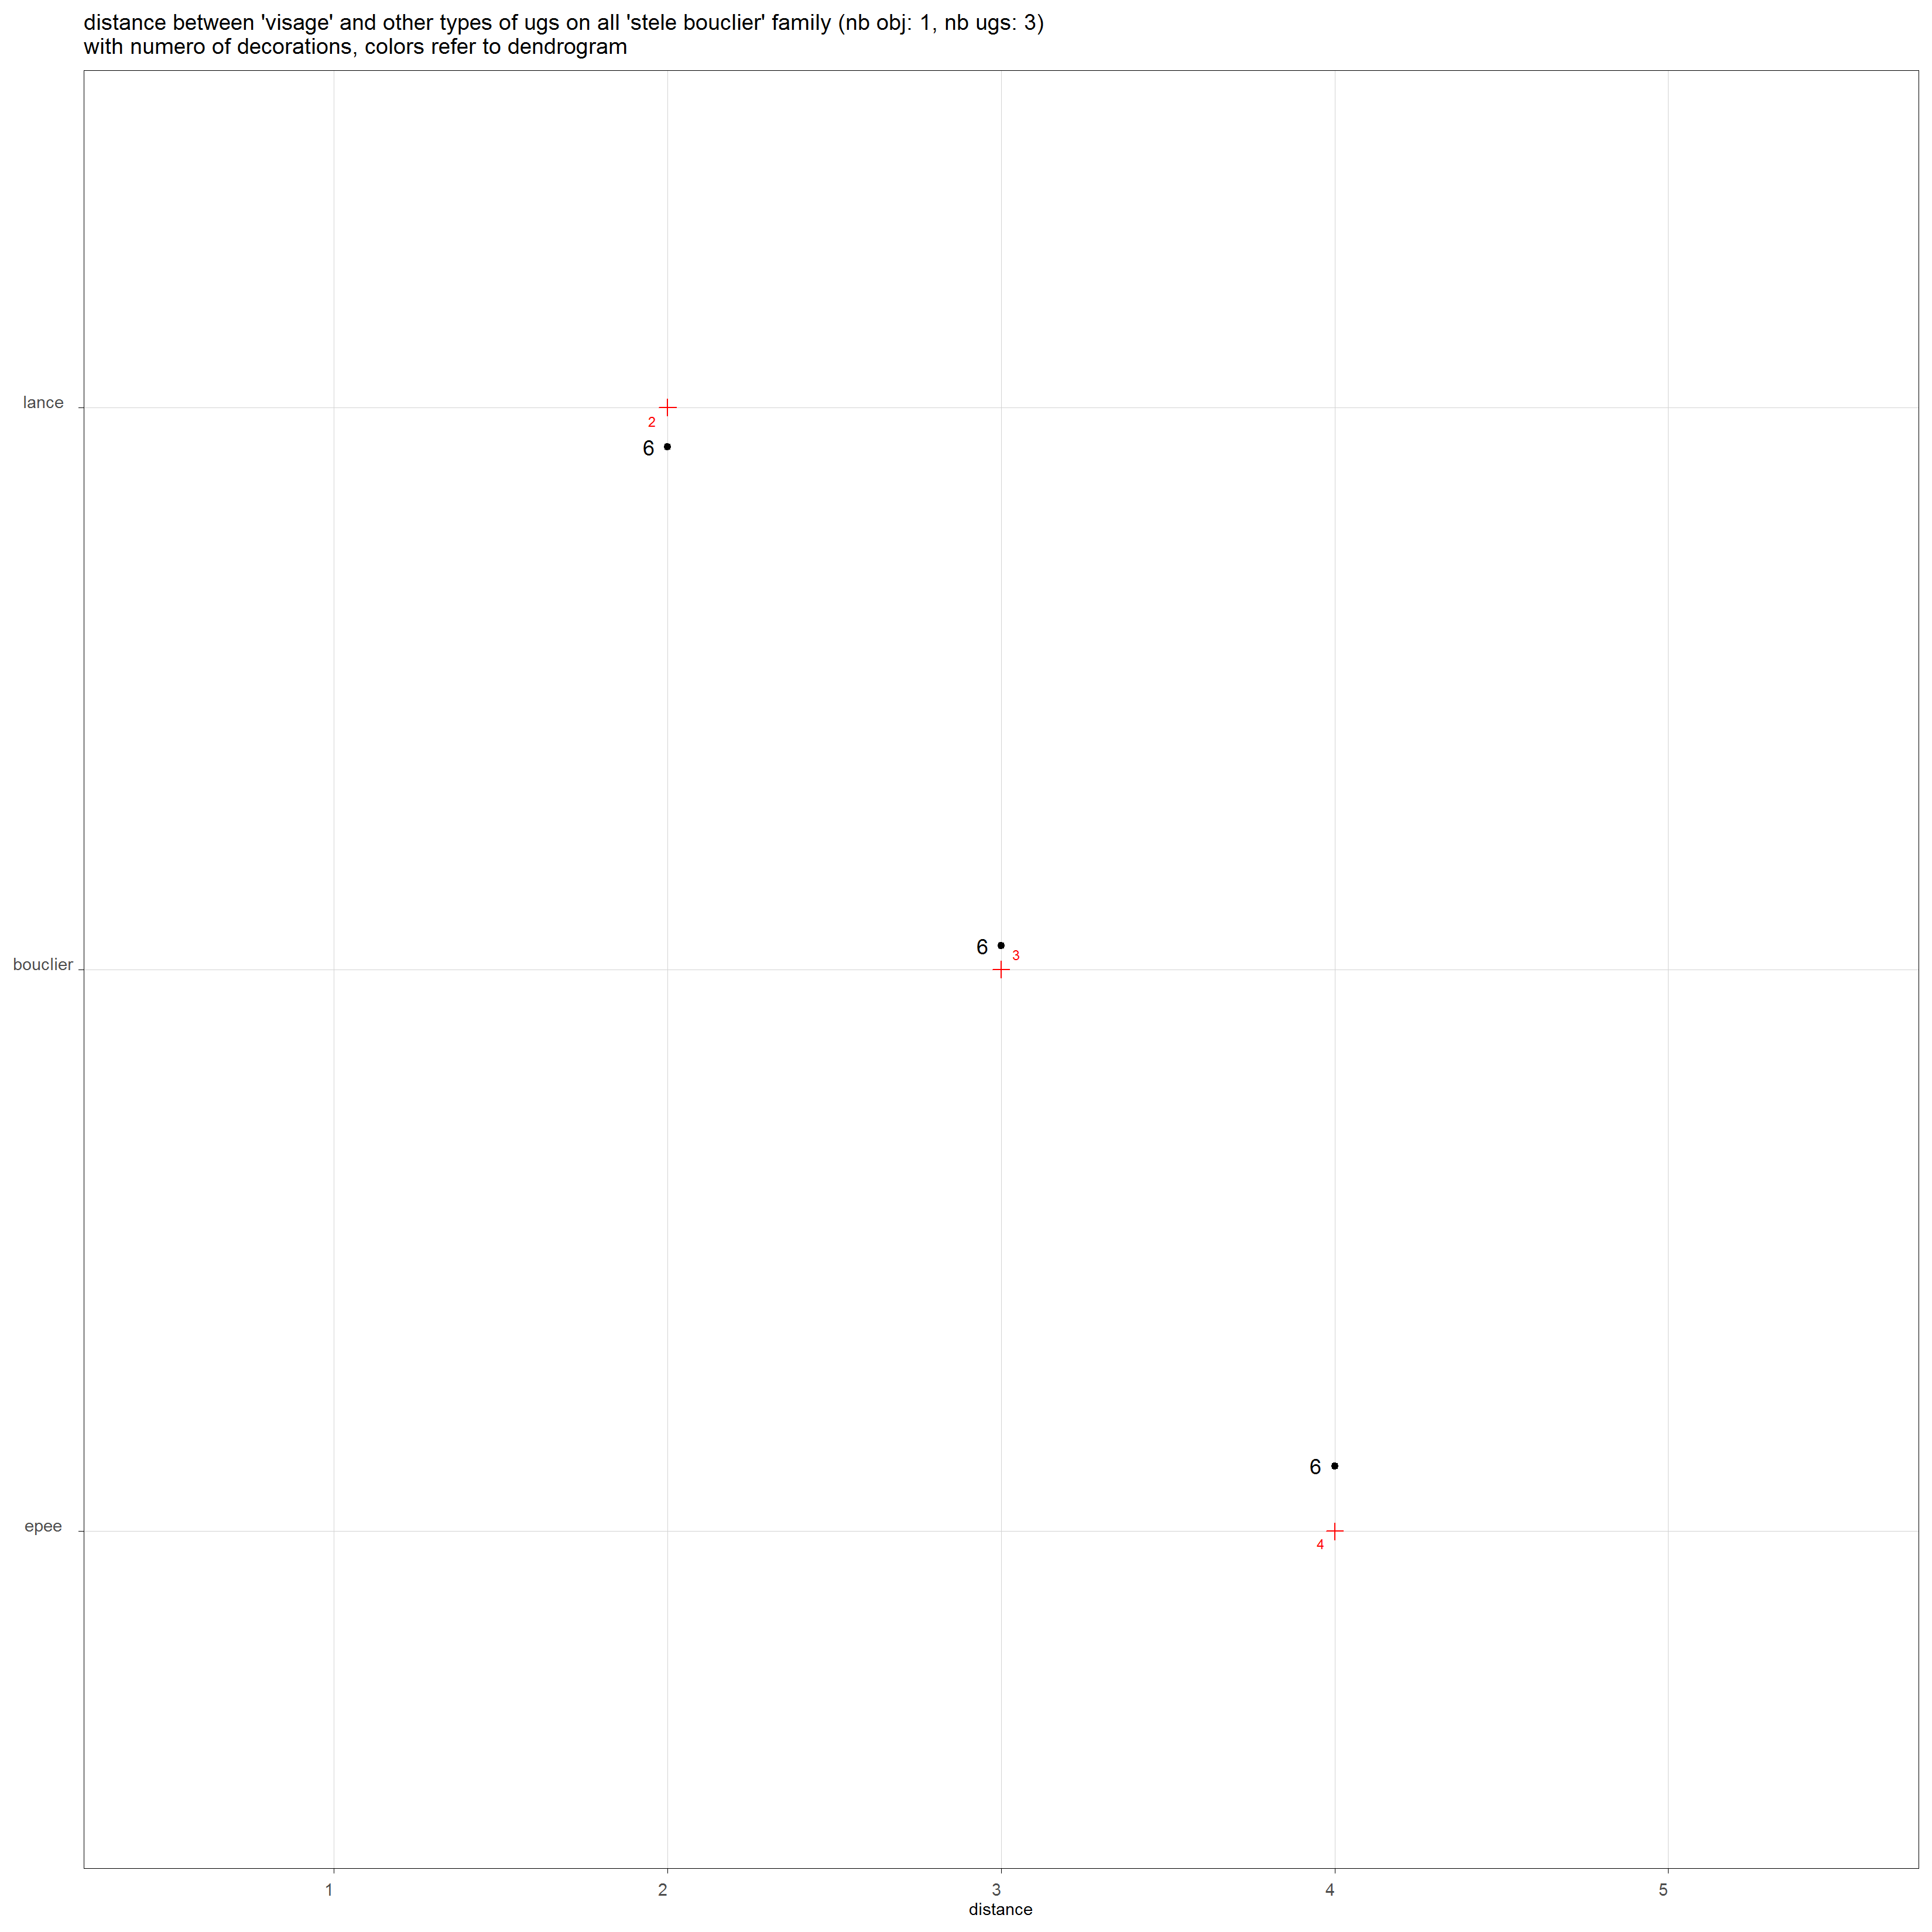 distance between 'visage' and other types of ugs on all 'stele bouclier' family (nb obj: 1, nb ugs: 3)
with numero of decorations, colors refer to dendrogram
lance
2
6
6
3
bouclier
6
epee
4
1 2 3 4 5
distance